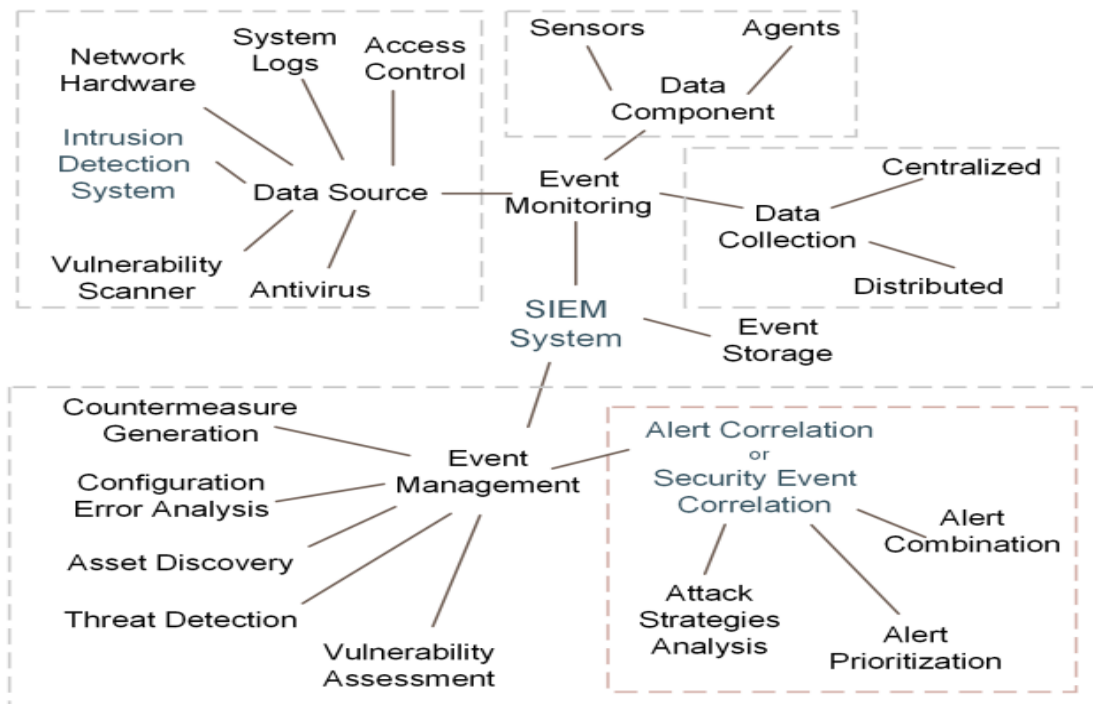 Network
Hardware
System
Logs
Access
Control
Intrusion
Detection
System
Data Source
Vulnerability
Scanner
Antivirus
Sensors
Agents
Data
Component
Event
Monitoring
Centralized
Data
Collection
Distributed
SIEM
System
Event
Storage
Countermeasure
Generation
Configuration
Error Analysis
Asset Discovery
Threat Detection
Vulnerability
Assessment
Event
Management
Alert Correlation
or
Security Event
Correlation
Alert
Combination
Attack
Strategies
Analysis
Alert
Prioritization